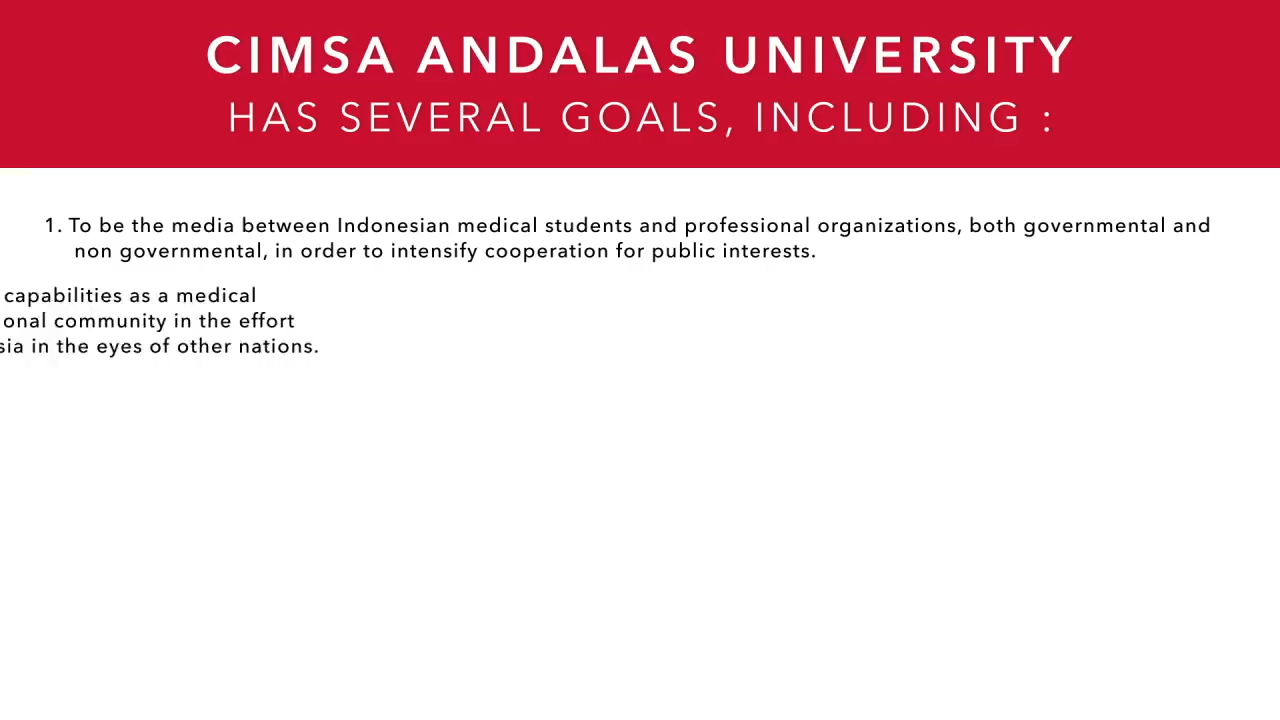 CIMSA ANDALAS UNIVERSITY
HAS SEVERAL GOALS, INCLUDING :
1. To be the media between Indonesian medical students and professional organizations, both governmental and
non governmental, in order to intensify cooperation for public interests.
capabilities as a medical
onal community in the effort
sia in the eyes of other nations.